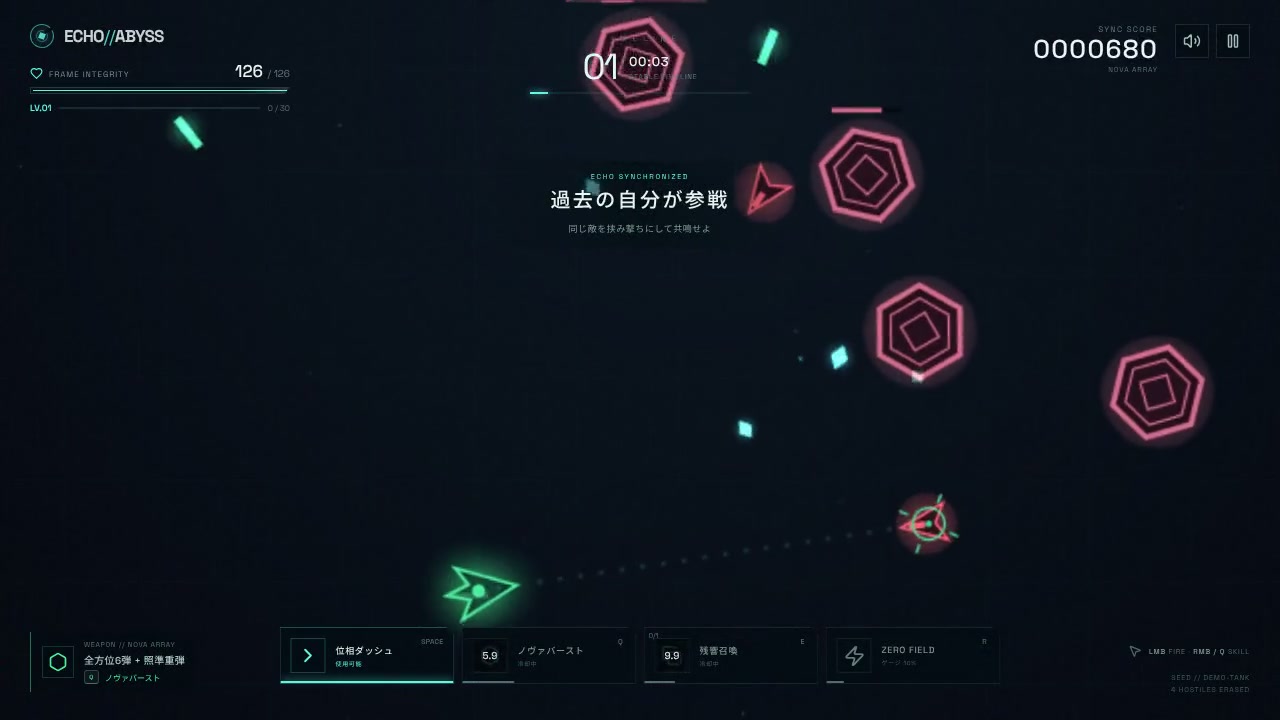 ECHO//ABYSS
FRAME INTEGRITY 126 / 126
LV.01 0 / 30
01 00:03
SYNC SCORE
0000680
NOVA ARRAY
ECHO SYNCHRONIZED
過去の自分が参戦
同じ敵を挟み撃ちにして共鳴せよ
WEAPON // NOVA ARRAY
全方位6弾 + 照準重弾
Q ノヴァバースト
位相ダッシュ SPACE
使用可能
5.9 ノヴァバースト Q
冷却中
0/1 9.9 残響召喚 E
冷却中
ZERO FIELD R
ゲージ 10%
LMB FIRE · RMB / Q SKILL
SEED // DEMO-TANK
4 HOSTILES ERASED